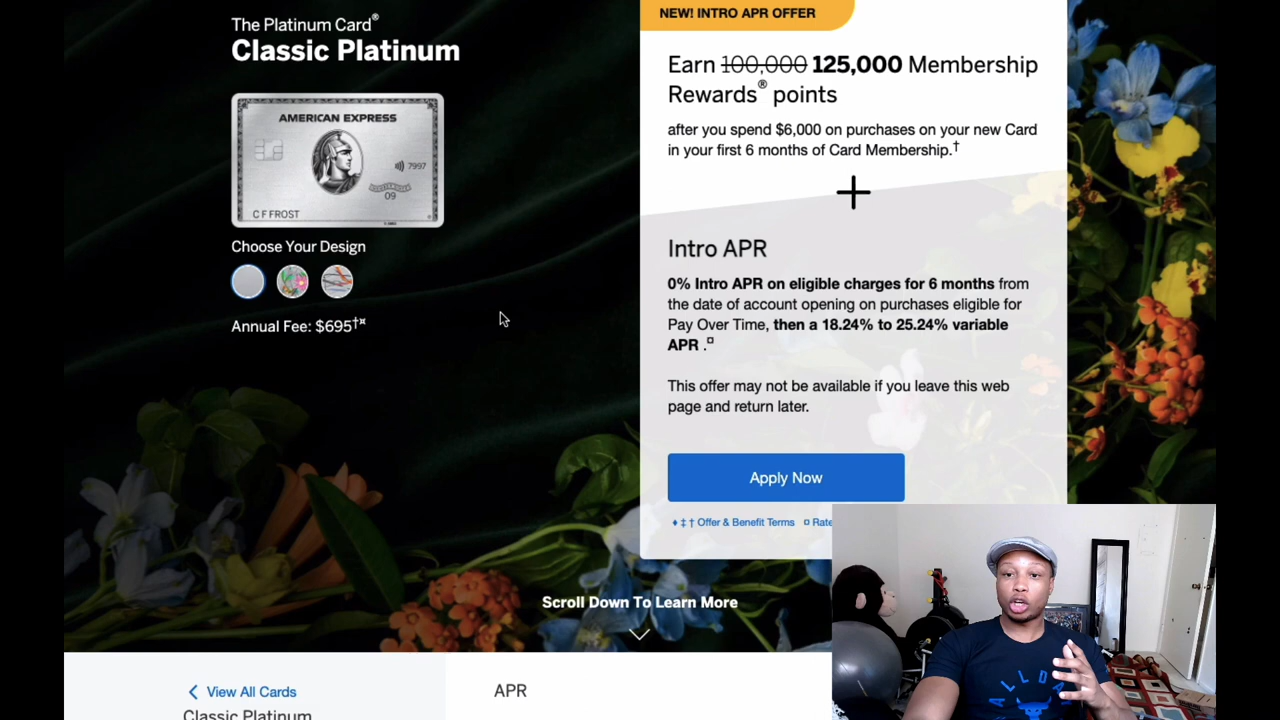 The Platinum Card®
Classic Platinum
AMERICAN EXPRESS
7997
09
C F FROST
Choose Your Design
Annual Fee: $695†¤
NEW! INTRO APR OFFER
Earn 100,000 125,000 Membership
Rewards® points
after you spend $6,000 on purchases on your new Card
in your first 6 months of Card Membership.†
+
Intro APR
0% Intro APR on eligible charges for 6 months from
the date of account opening on purchases eligible for
Pay Over Time, then a 18.24% to 25.24% variable
APR .¤
This offer may not be available if you leave this web
page and return later.
Apply Now
♦ ‡ † Offer & Benefit Terms ¤ Rate
Scroll Down To Learn More
View All Cards
Classic Platinum
APR